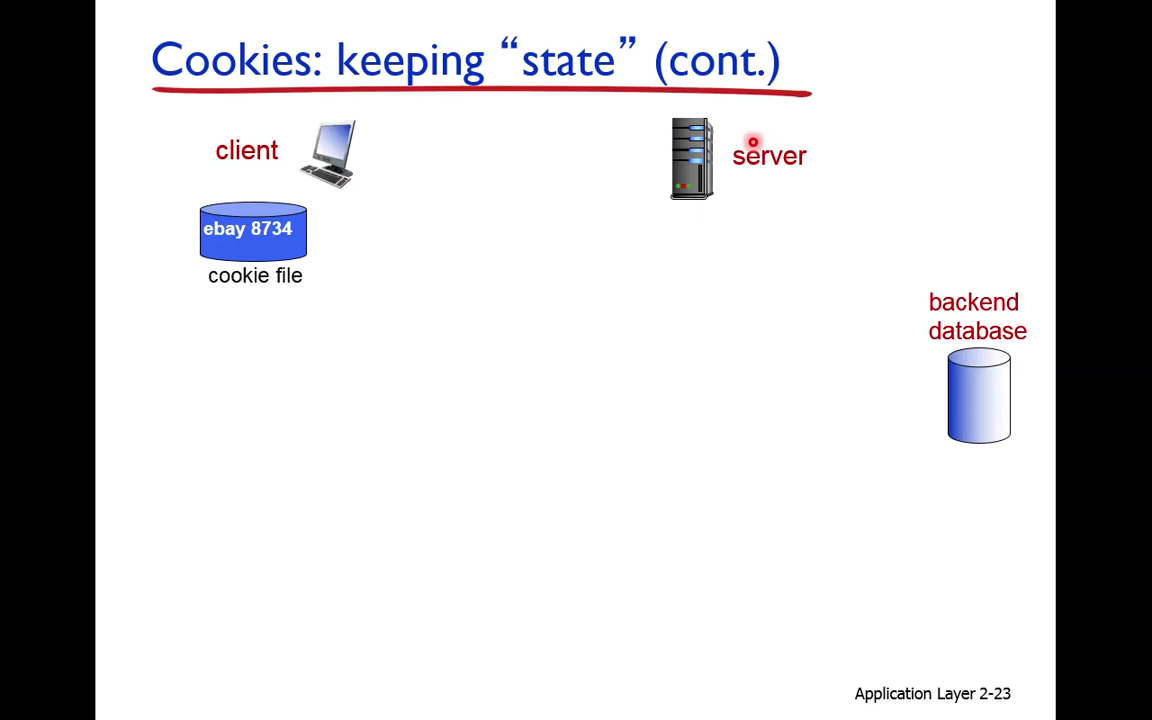 Cookies: keeping “state” (cont.)
client
server
ebay 8734
cookie file
backend
database
Application Layer 2-23